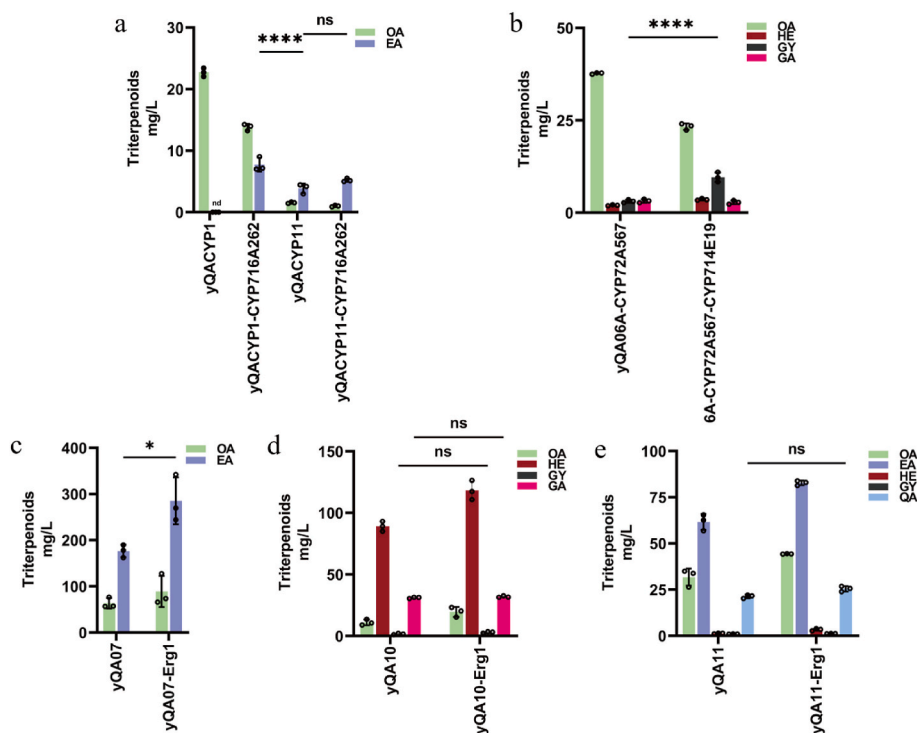 a
ns
****
OA
EA
30
20
10
0
Triterpenoids
mg/L
nd
yQACYP1
yQACYP1-CYP716A262
yQACYP11
yQACYP11-CYP716A262
b
****
OA
HE
GY
GA
50
25
0
Triterpenoids
mg/L
yQA06A-CYP72A567
6A-CYP72A567-CYP714E19
c
*
OA
EA
400
300
200
100
0
Triterpenoids
mg/L
yQA07
yQA07-Erg1
d
ns
ns
OA
HE
GY
GA
150
100
50
0
Triterpenoids
mg/L
yQA10
yQA10-Erg1
e
ns
OA
EA
HE
GY
QA
100
75
50
25
0
Triterpenoids
mg/L
yQA11
yQA11-Erg1